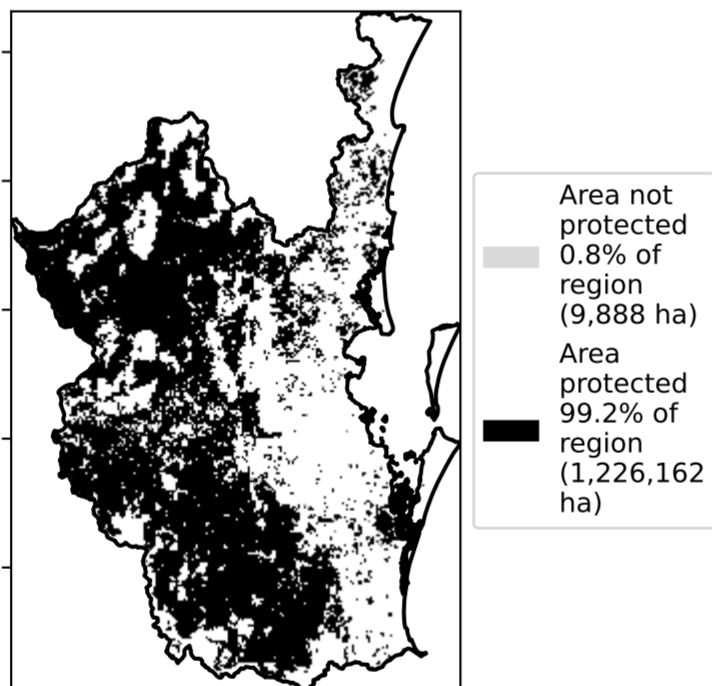 Area not
protected
0.8% of
region
(9,888 ha)
Area
protected
99.2% of
region
(1,226,162
ha)